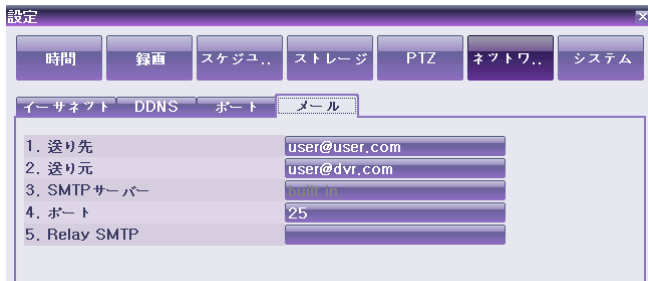 設定 ×
時間 録画 スケジュ.. ストレージ PTZ ネットワ.. システム
イーサネット DDNS ポート メール
1. 送り先 user@user.com
2. 送り元 user@dvr.com
3. SMTPサーバー built in
4. ポート 25
5. Relay SMTP